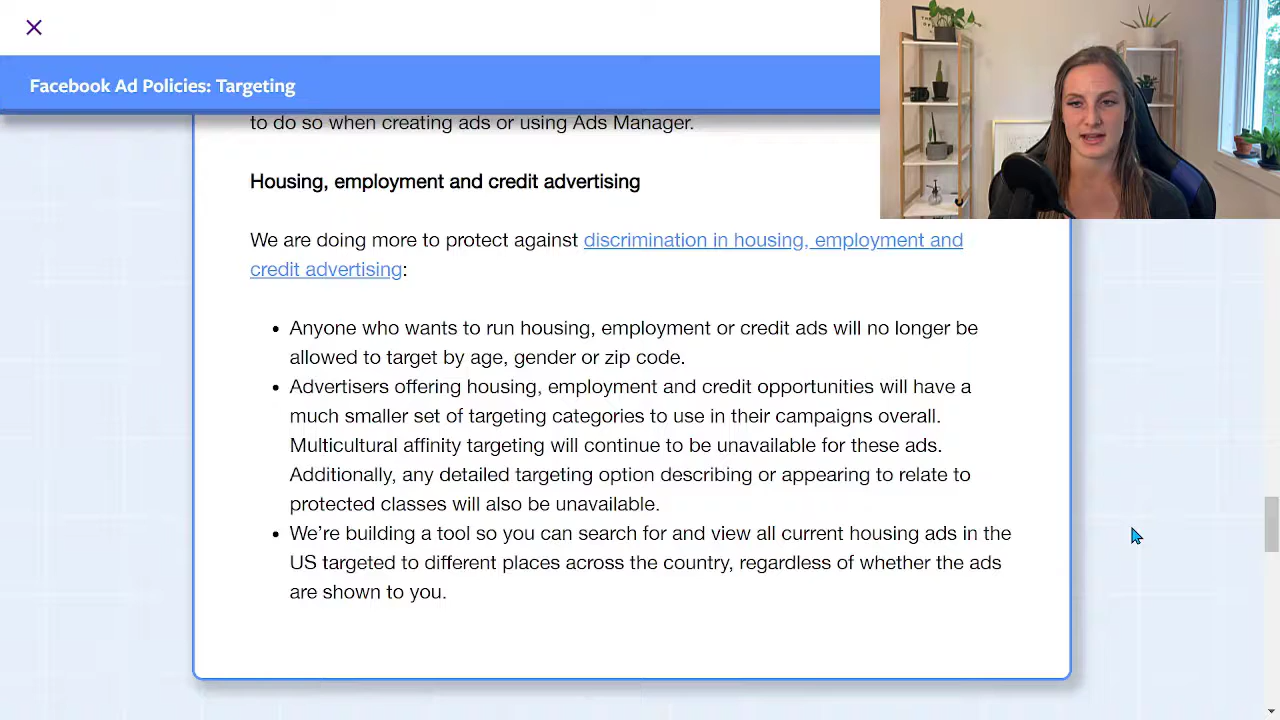 Facebook Ad Policies: Targeting
to do so when creating ads or using Ads Manager.
Housing, employment and credit advertising
We are doing more to protect against discrimination in housing, employment and
credit advertising:
• Anyone who wants to run housing, employment or credit ads will no longer be
allowed to target by age, gender or zip code.
• Advertisers offering housing, employment and credit opportunities will have a
much smaller set of targeting categories to use in their campaigns overall.
Multicultural affinity targeting will continue to be unavailable for these ads.
Additionally, any detailed targeting option describing or appearing to relate to
protected classes will also be unavailable.
• We’re building a tool so you can search for and view all current housing ads in the
US targeted to different places across the country, regardless of whether the ads
are shown to you.